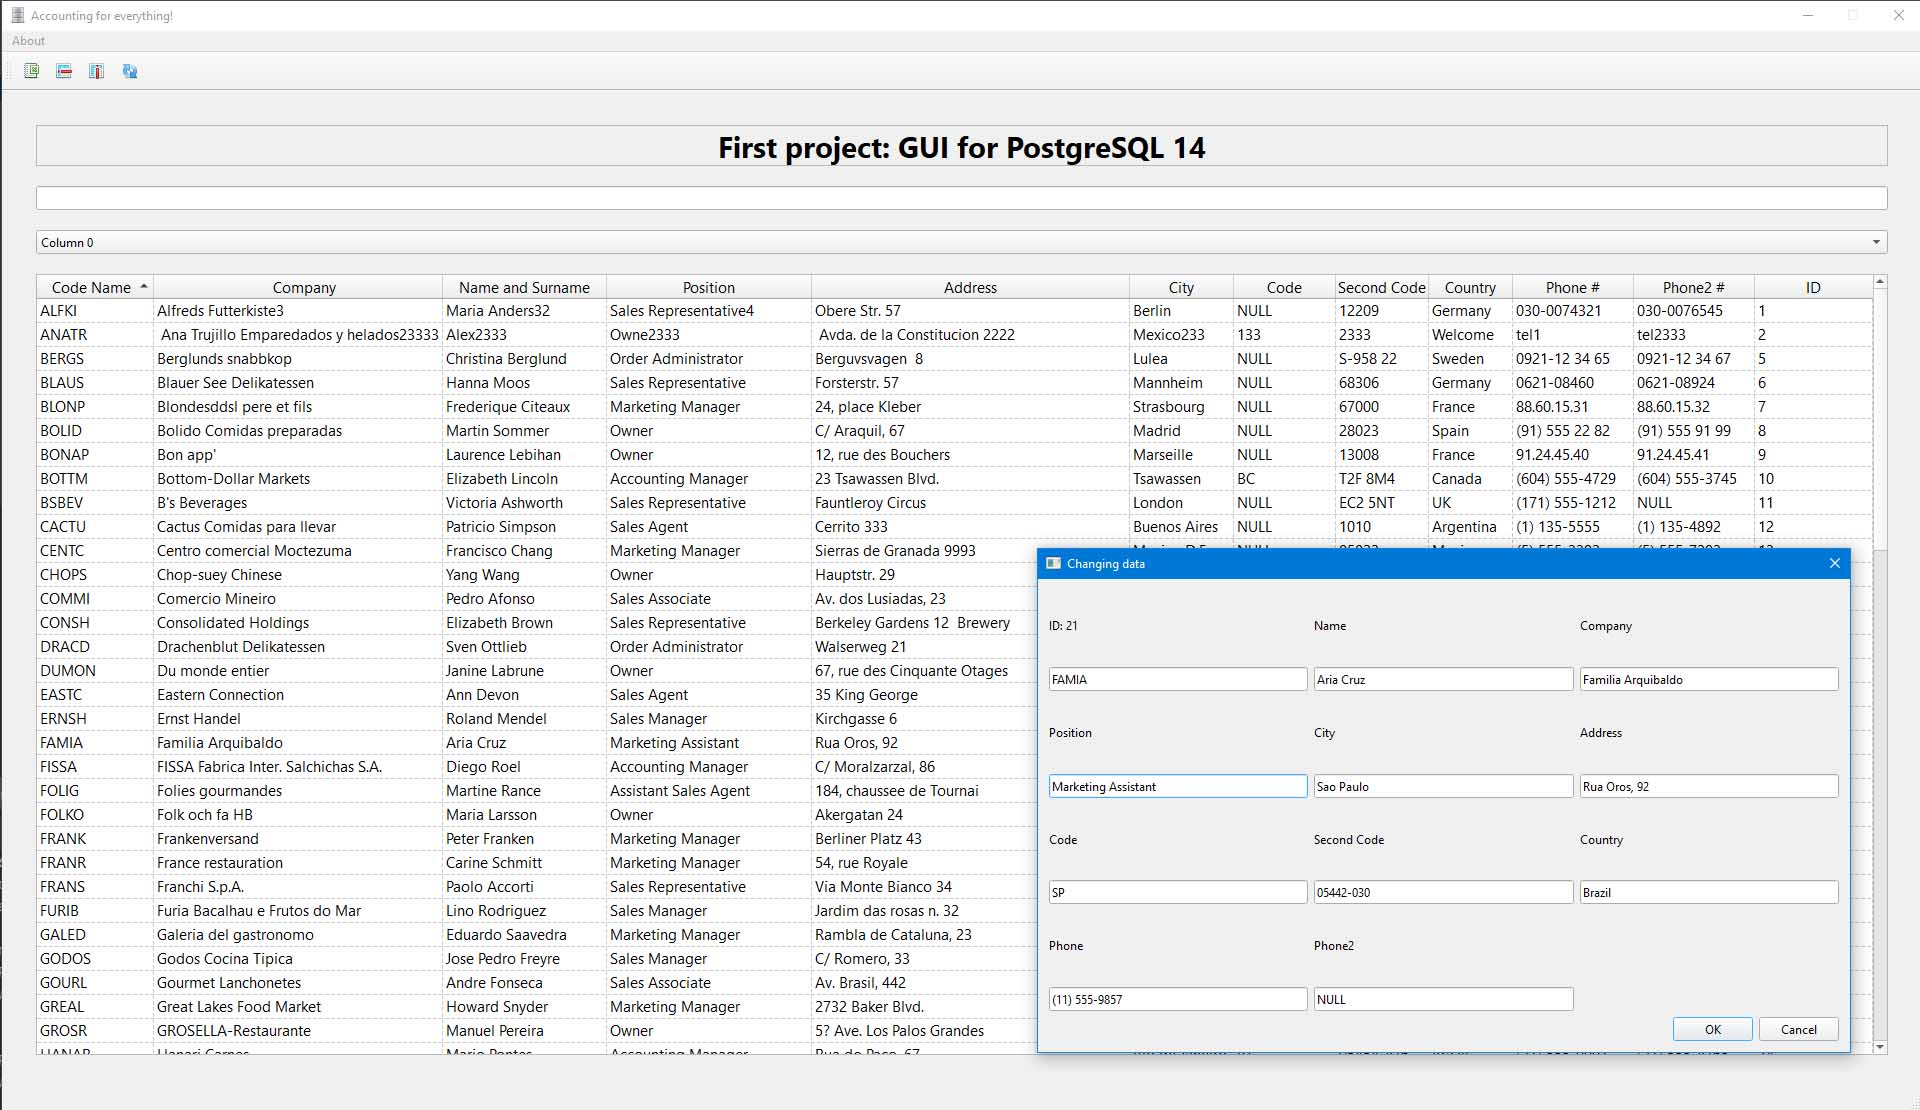 Accounting for everything!
About
First project: GUI for PostgreSQL 14
Column 0
Code Name Company Name and Surname Position Address City Code Second Code Country Phone # Phone2 # ID
ALFKI Alfreds Futterkiste3 Maria Anders32 Sales Representative4 Obere Str. 57 Berlin NULL 12209 Germany 030-0074321 030-0076545 1
ANATR Ana Trujillo Emparedados y helados23333 Alex2333 Owne2333 Avda. de la Constitucion 2222 Mexico233 133 2333 Welcome tel1 tel2333 2
BERGS Berglunds snabbkop Christina Berglund Order Administrator Berguvsvagen  8 Lulea NULL S-958 22 Sweden 0921-12 34 65 0921-12 34 67 5
BLAUS Blauer See Delikatessen Hanna Moos Sales Representative Forsterstr. 57 Mannheim NULL 68306 Germany 0621-08460 0621-08924 6
BLONP Blondesddsl pere et fils Frederique Citeaux Marketing Manager 24, place Kleber Strasbourg NULL 67000 France 88.60.15.31 88.60.15.32 7
BOLID Bolido Comidas preparadas Martin Sommer Owner C/ Araquil, 67 Madrid NULL 28023 Spain (91) 555 22 82 (91) 555 91 99 8
BONAP Bon app' Laurence Lebihan Owner 12, rue des Bouchers Marseille NULL 13008 France 91.24.45.40 91.24.45.41 9
BOTTM Bottom-Dollar Markets Elizabeth Lincoln Accounting Manager 23 Tsawassen Blvd. Tsawassen BC T2F 8M4 Canada (604) 555-4729 (604) 555-3745 10
BSBEV B's Beverages Victoria Ashworth Sales Representative Fauntleroy Circus London NULL EC2 5NT UK (171) 555-1212 NULL 11
CACTU Cactus Comidas para llevar Patricio Simpson Sales Agent Cerrito 333 Buenos Aires NULL 1010 Argentina (1) 135-5555 (1) 135-4892 12
CENTC Centro comercial Moctezuma Francisco Chang Marketing Manager Sierras de Granada 9993
CHOPS Chop-suey Chinese Yang Wang Owner Hauptstr. 29
COMMI Comercio Mineiro Pedro Afonso Sales Associate Av. dos Lusiadas, 23
CONSH Consolidated Holdings Elizabeth Brown Sales Representative Berkeley Gardens 12  Brewery
DRACD Drachenblut Delikatessen Sven Ottlieb Order Administrator Walserweg 21
DUMON Du monde entier Janine Labrune Owner 67, rue des Cinquante Otages
EASTC Eastern Connection Ann Devon Sales Agent 35 King George
ERNSH Ernst Handel Roland Mendel Sales Manager Kirchgasse 6
FAMIA Familia Arquibaldo Aria Cruz Marketing Assistant Rua Oros, 92
FISSA FISSA Fabrica Inter. Salchichas S.A. Diego Roel Accounting Manager C/ Moralzarzal, 86
FOLIG Folies gourmandes Martine Rance Assistant Sales Agent 184, chaussee de Tournai
FOLKO Folk och fa HB Maria Larsson Owner Akergatan 24
FRANK Frankenversand Peter Franken Marketing Manager Berliner Platz 43
FRANR France restauration Carine Schmitt Marketing Manager 54, rue Royale
FRANS Franchi S.p.A. Paolo Accorti Sales Representative Via Monte Bianco 34
FURIB Furia Bacalhau e Frutos do Mar Lino Rodriguez Sales Manager Jardim das rosas n. 32
GALED Galeria del gastronomo Eduardo Saavedra Marketing Manager Rambla de Cataluna, 23
GODOS Godos Cocina Tipica Jose Pedro Freyre Sales Manager C/ Romero, 33
GOURL Gourmet Lanchonetes Andre Fonseca Sales Associate Av. Brasil, 442
GREAL Great Lakes Food Market Howard Snyder Marketing Manager 2732 Baker Blvd.
GROSR GROSELLA-Restaurante Manuel Pereira Owner 5? Ave. Los Palos Grandes
Changing data
ID: 21 Name Company
FAMIA Aria Cruz Familia Arquibaldo
Position City Address
Marketing Assistant Sao Paulo Rua Oros, 92
Code Second Code Country
SP 05442-030 Brazil
Phone Phone2
(11) 555-9857 NULL
OK Cancel